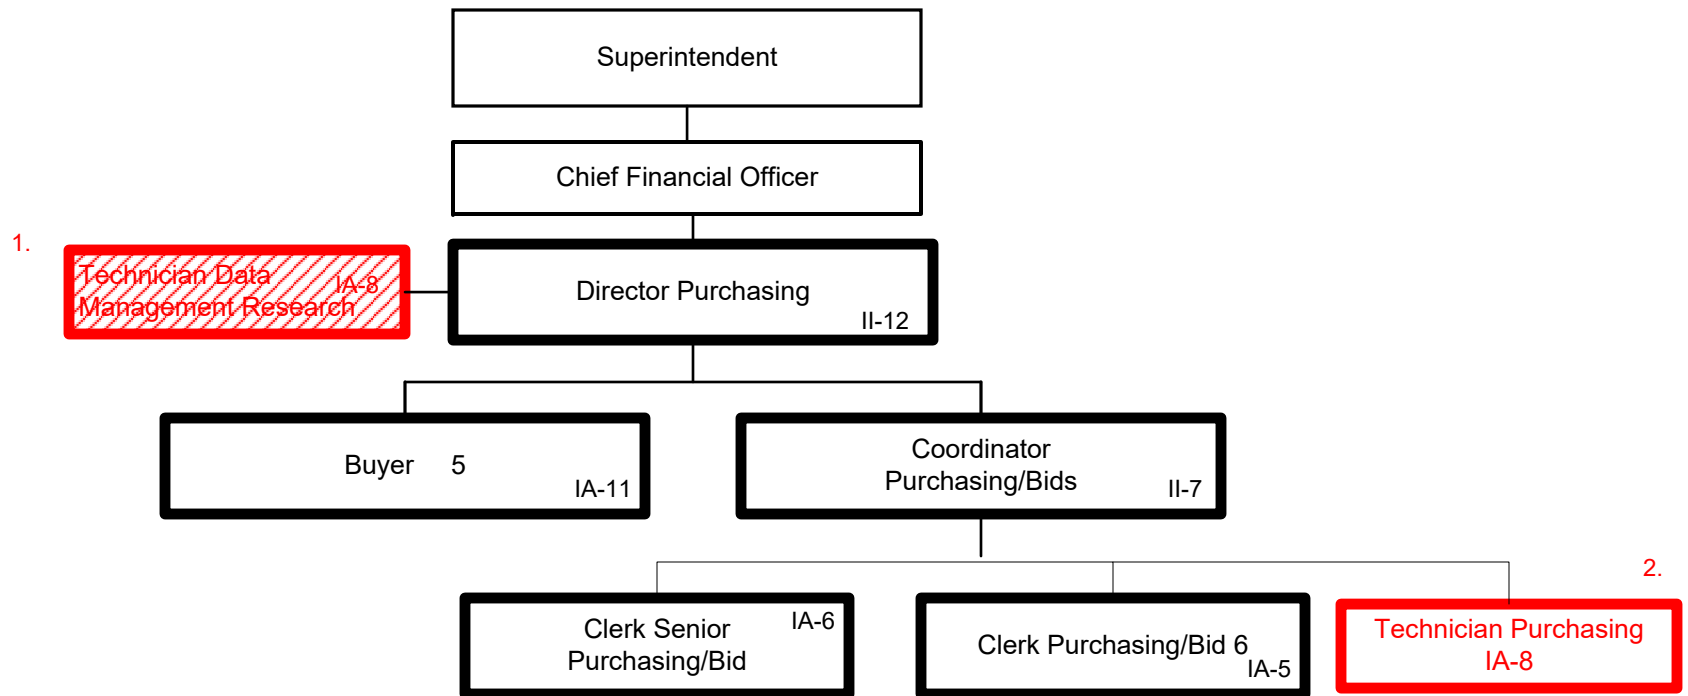 Superintendent
Chief Financial Officer
1.
Technician Data
Management Research
IA-8
Director Purchasing
II-12
Buyer 5
IA-11
Coordinator
Purchasing/Bids
II-7
2.
Clerk Senior
Purchasing/Bid
IA-6
Clerk Purchasing/Bid 6
IA-5
Technician Purchasing
IA-8